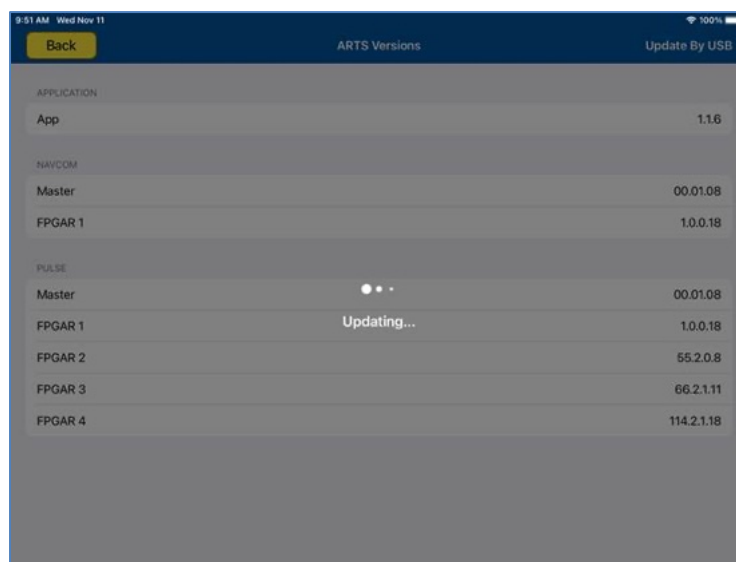 9:51 AM Wed Nov 11 100%
Back ARTS Versions Update By USB
APPLICATION
App 1.1.6
NAVCOM
Master 00.01.08
FPGAR 1 1.0.0.18
PULSE
Master 00.01.08
FPGAR 1 1.0.0.18
Updating...
FPGAR 2 55.2.0.8
FPGAR 3 66.2.1.11
FPGAR 4 114.2.1.18